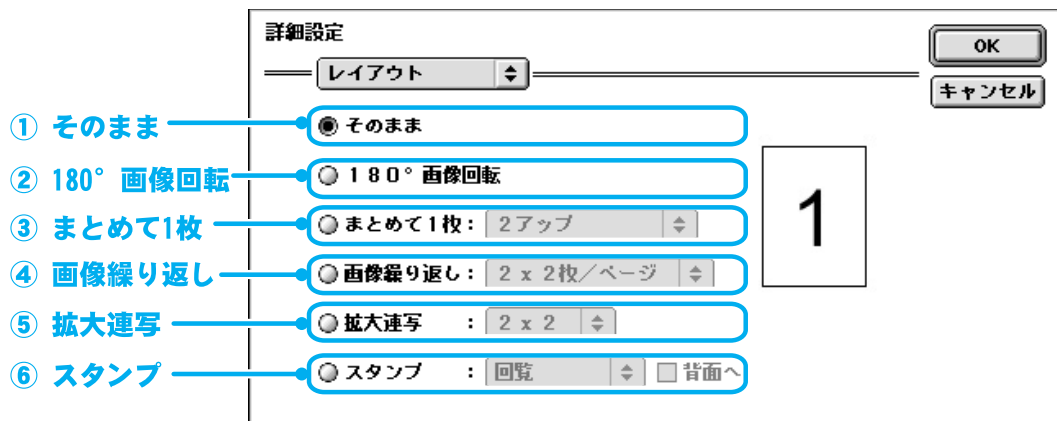 詳細設定
OK
レイアウト
キャンセル
① そのまま
そのまま
② 180° 画像回転
180° 画像回転
③ まとめて1枚
まとめて1枚: 2アップ
④ 画像繰り返し
画像繰り返し: 2 x 2枚/ページ
⑤ 拡大連写
拡大連写 : 2 x 2
⑥ スタンプ
スタンプ : 回覧 背面へ
1